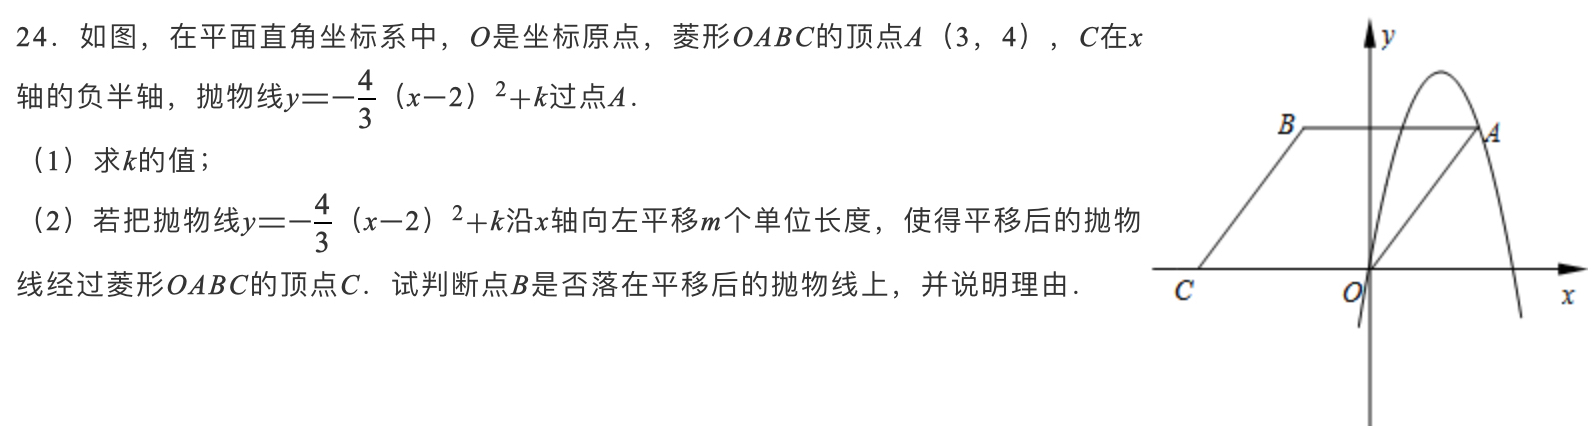 24．如图，在平面直角坐标系中，O是坐标原点，菱形OABC的顶点A（3，4），C在x
轴的负半轴，抛物线y=−4/3（x−2）²+k过点A．
（1）求k的值；
（2）若把抛物线y=−4/3（x−2）²+k沿x轴向左平移m个单位长度，使得平移后的抛物
线经过菱形OABC的顶点C．试判断点B是否落在平移后的抛物线上，并说明理由．
y
B
A
C
O
x